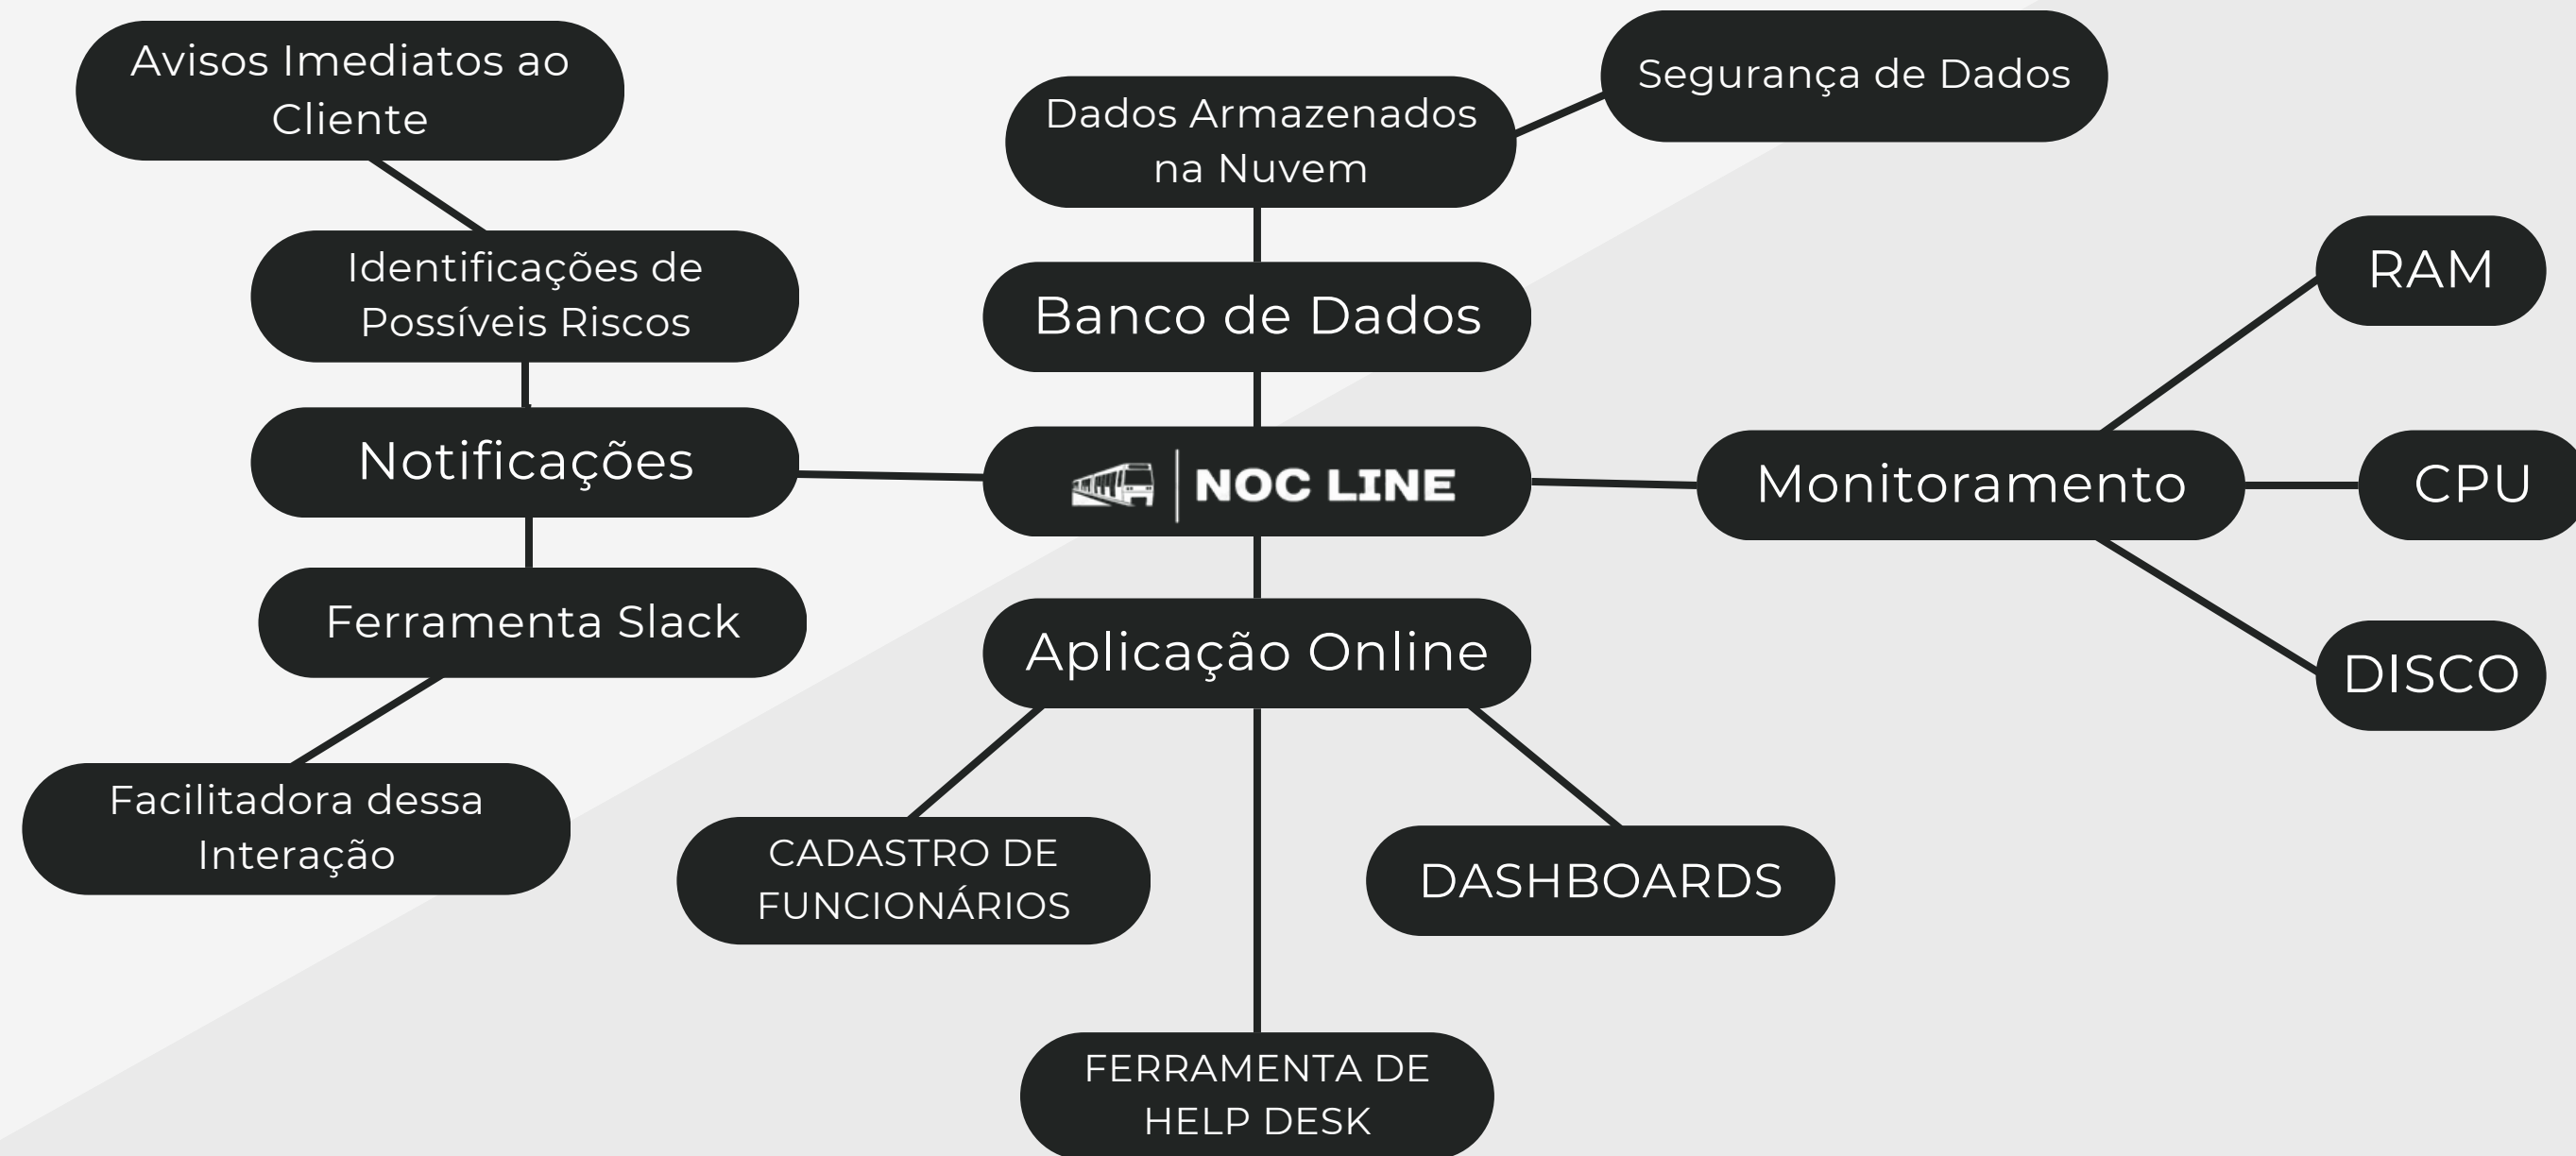 Avisos Imediatos ao
Cliente
Identificações de
Possíveis Riscos
Notificações
Ferramenta Slack
Facilitadora dessa
Interação
Dados Armazenados
na Nuvem
Segurança de Dados
Banco de Dados
NOC LINE
Aplicação Online
CADASTRO DE
FUNCIONÁRIOS
DASHBOARDS
FERRAMENTA DE
HELP DESK
Monitoramento
RAM
CPU
DISCO